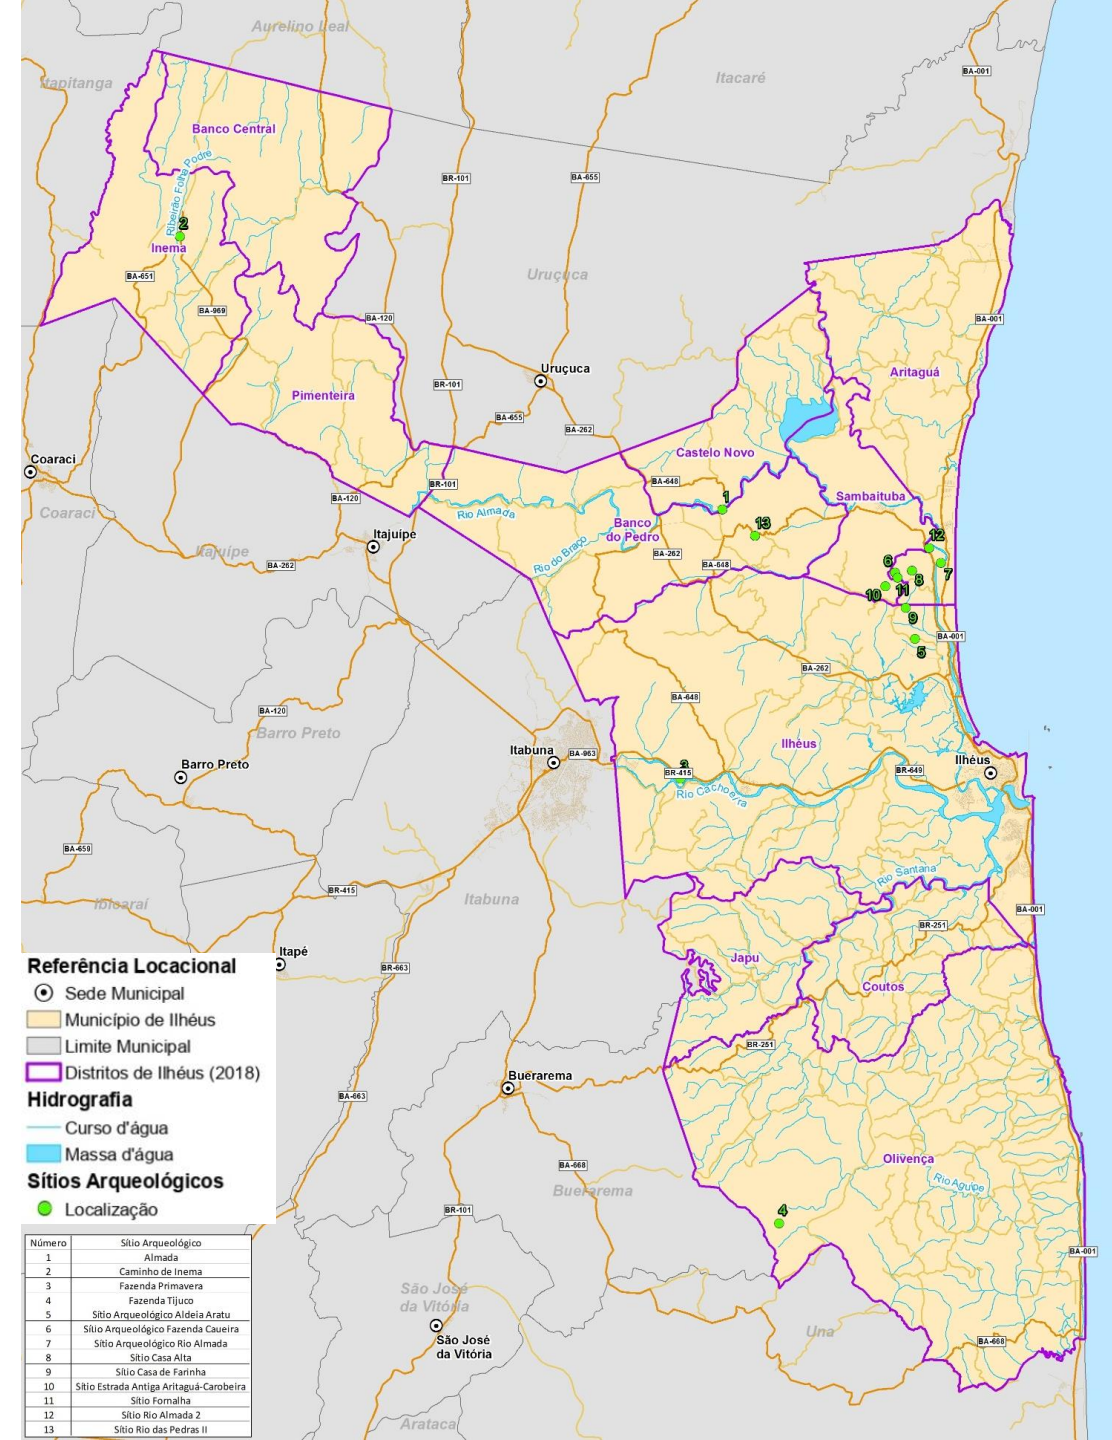 Aurelino Leal
Itapitanga
Itacaré
BA-001
Banco Central
Ribeirão Folha Podre
BR-101
BA-655
2
Inema
BA-651
Uruçuca
BA-969
BA-120
BA-001
Uruçuca
Aritaguá
BR-101
Pimenteira
BA-655
BA-262
Castelo Novo
Coaraci
BR-101
BA-648
Sambaituba
BA-120
1
Coaraci
Rio Almada
Banco
do Pedro
13
12
Itajuípe
Itajuípe
BA-262
Rio do Braço
BA-262
BA-648
6
8
7
10
11
9
BA-001
5
BA-262
BA-648
BA-120
Barro Preto
Ilhéus
Itabuna
BA-963
Barro Preto
3
BR-415
BR-649
Ilhéus
Rio Cachoeira
BA-659
Rio Santana
BR-415
Itabuna
Ibicaraí
BA-001
BR-251
Itapé
BR-663
Japu
Coutos
BR-251
Buerarema
BA-663
Olivença
BA-668
Buerarema
Rio Aguipe
4
BR-101
BA-001
São José
da Vitória
São José
da Vitória
Una
BA-668
Arataca
Referência Locacional
Sede Municipal
Município de Ilhéus
Limite Municipal
Distritos de Ilhéus (2018)
Hidrografia
Curso d'água
Massa d'água
Sítios Arqueológicos
Localização
Número Sítio Arqueológico
1 Almada
2 Caminho de Inema
3 Fazenda Primavera
4 Fazenda Tijuco
5 Sítio Arqueológico Aldeia Aratu
6 Sítio Arqueológico Fazenda Caueira
7 Sítio Arqueológico Rio Almada
8 Sítio Casa Alta
9 Sítio Casa de Farinha
10 Sítio Estrada Antiga Aritaguá-Carobeira
11 Sítio Fornalha
12 Sítio Rio Almada 2
13 Sítio Rio das Pedras II